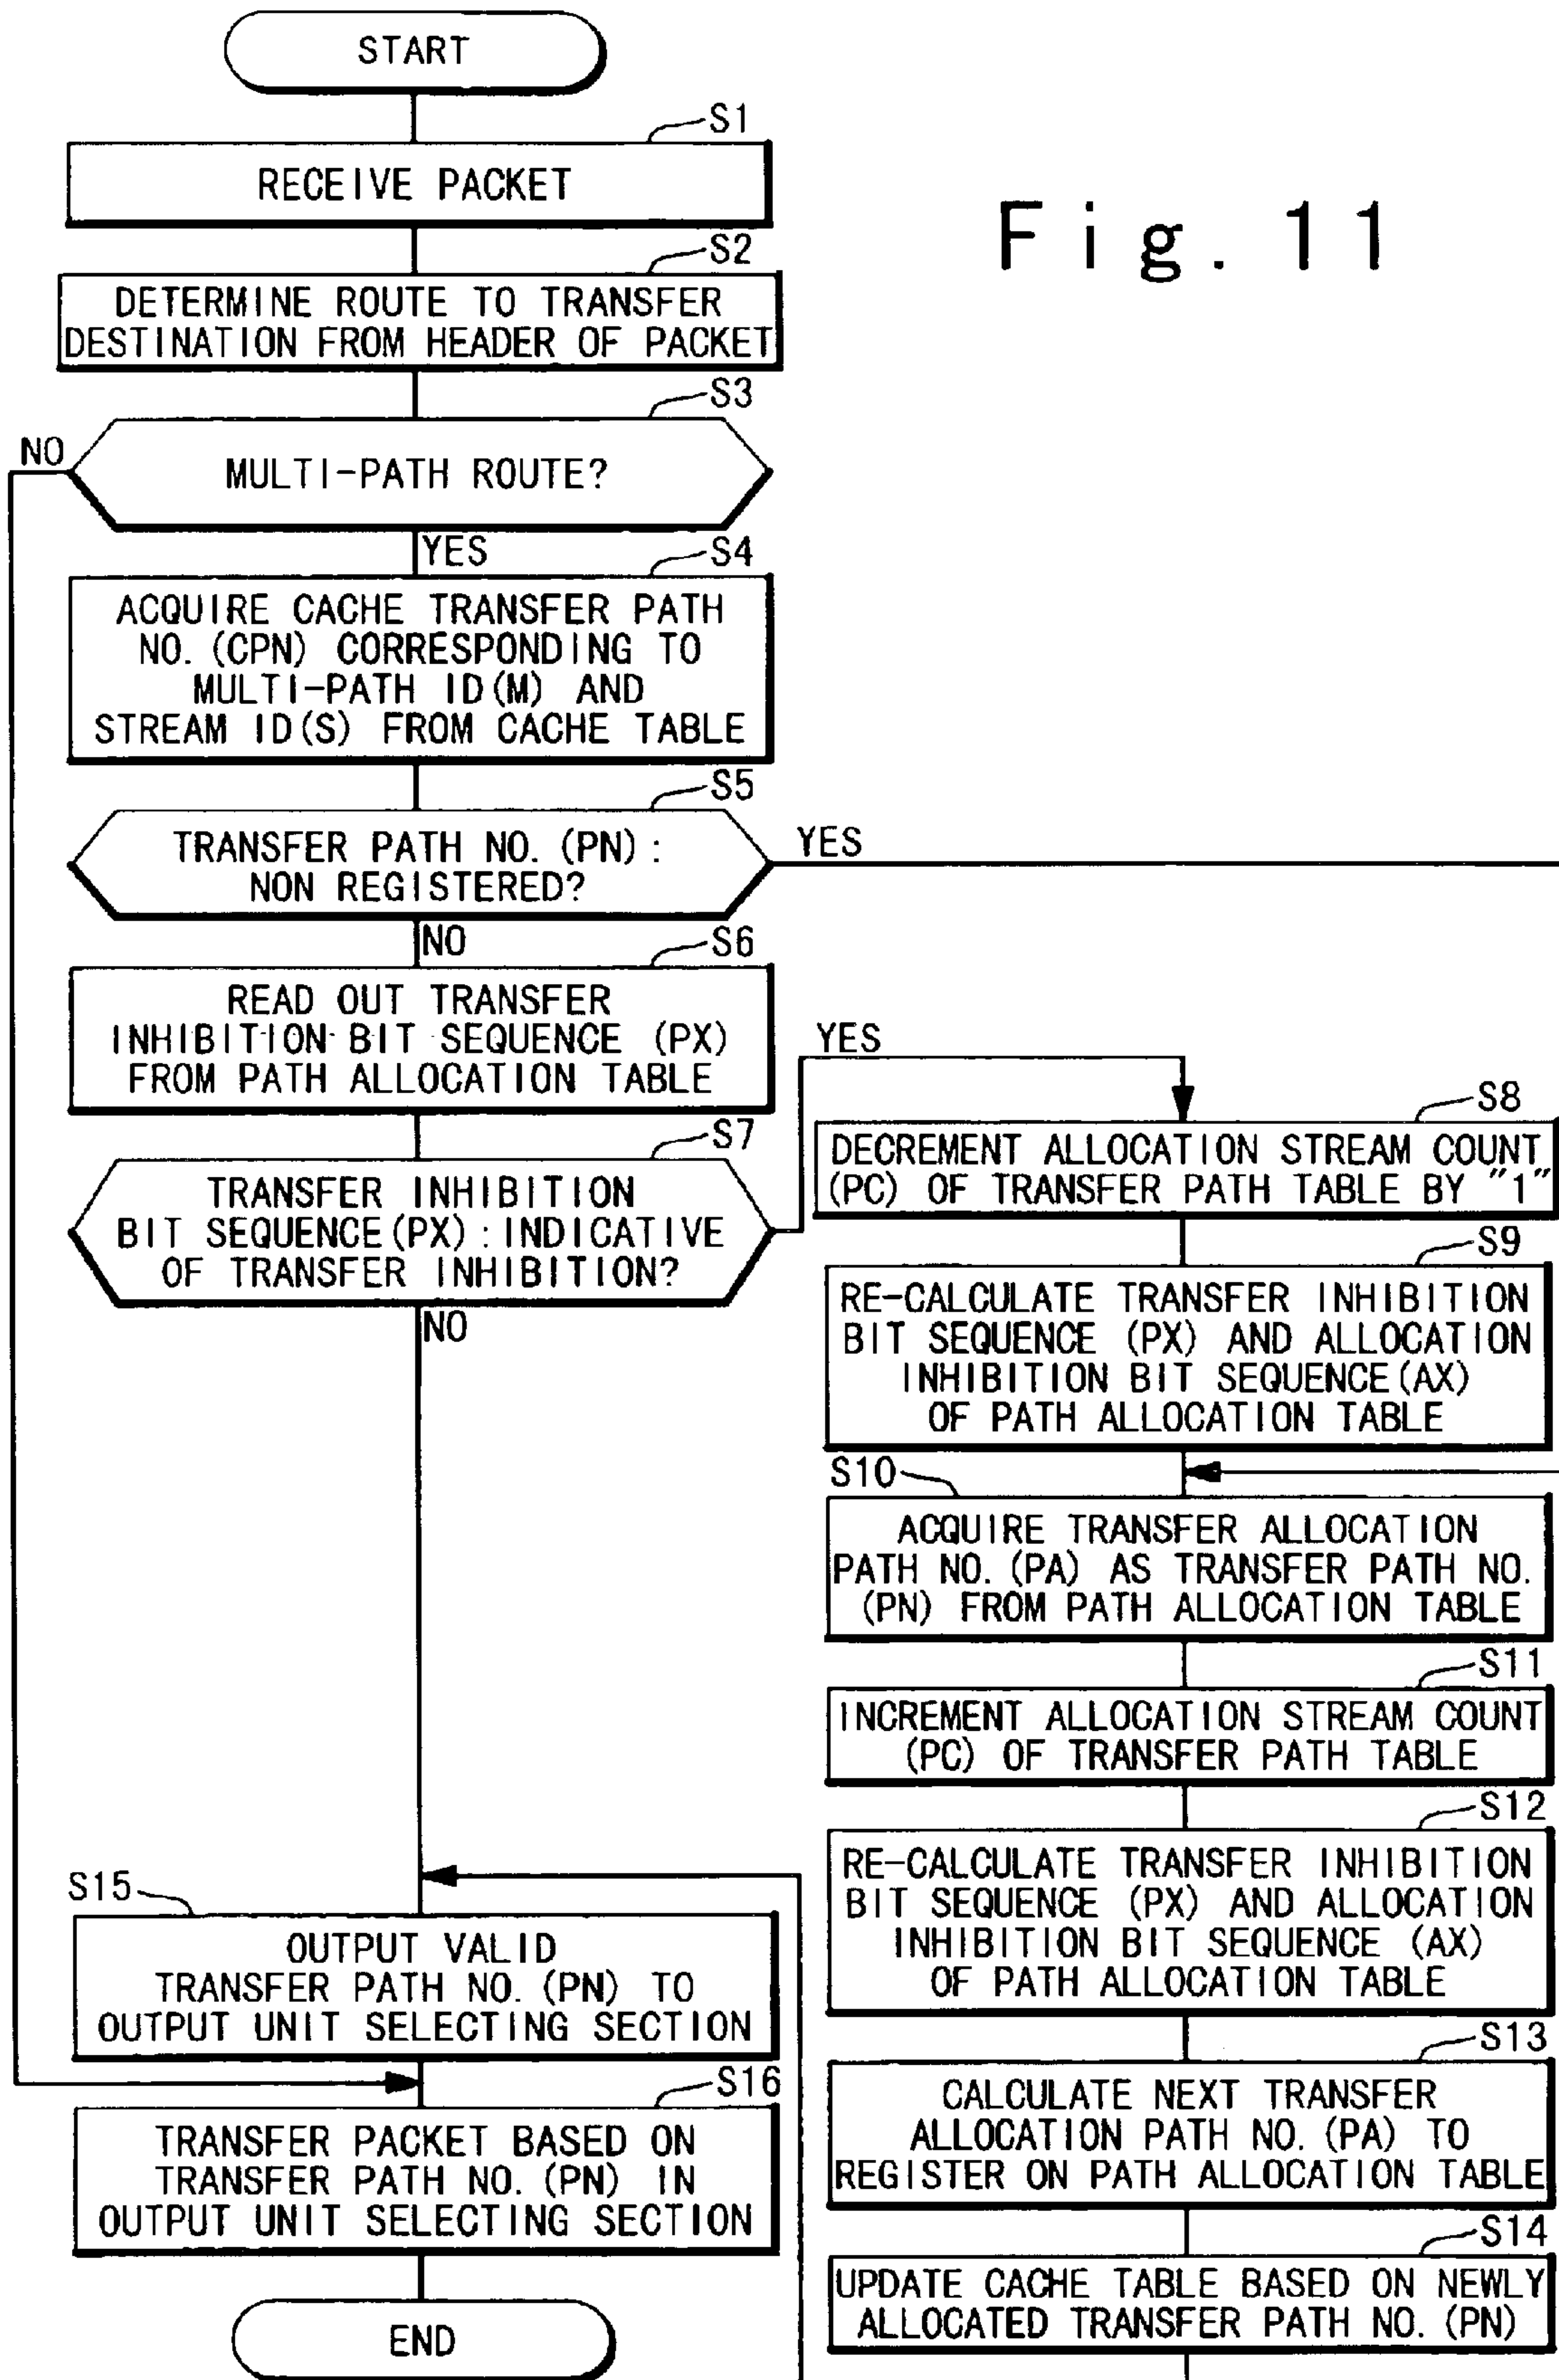 START
S1
RECEIVE PACKET
Fig. 11
S2
DETERMINE ROUTE TO TRANSFER
DESTINATION FROM HEADER OF PACKET
S3
NO
MULTI-PATH ROUTE?
YES
S4
ACQUIRE CACHE TRANSFER PATH
NO. (CPN) CORRESPONDING TO
MULTI-PATH ID(M) AND
STREAM ID(S) FROM CACHE TABLE
S5
TRANSFER PATH NO. (PN) :
NON REGISTERED?
YES
NO
S6
READ OUT TRANSFER
INHIBITION BIT SEQUENCE (PX)
FROM PATH ALLOCATION TABLE
S7
TRANSFER INHIBITION
BIT SEQUENCE(PX) : INDICATIVE
OF TRANSFER INHIBITION?
YES
NO
S8
DECREMENT ALLOCATION STREAM COUNT
(PC) OF TRANSFER PATH TABLE BY "1"
S9
RE-CALCULATE TRANSFER INHIBITION
BIT SEQUENCE (PX) AND ALLOCATION
INHIBITION BIT SEQUENCE(AX)
OF PATH ALLOCATION TABLE
S10
ACQUIRE TRANSFER ALLOCATION
PATH NO. (PA) AS TRANSFER PATH NO.
(PN) FROM PATH ALLOCATION TABLE
S11
INCREMENT ALLOCATION STREAM COUNT
(PC) OF TRANSFER PATH TABLE
S12
RE-CALCULATE TRANSFER INHIBITION
BIT SEQUENCE (PX) AND ALLOCATION
INHIBITION BIT SEQUENCE (AX)
OF PATH ALLOCATION TABLE
S13
CALCULATE NEXT TRANSFER
ALLOCATION PATH NO. (PA) TO
REGISTER ON PATH ALLOCATION TABLE
S14
UPDATE CACHE TABLE BASED ON NEWLY
ALLOCATED TRANSFER PATH NO. (PN)
S15
OUTPUT VALID
TRANSFER PATH NO. (PN) TO
OUTPUT UNIT SELECTING SECTION
S16
TRANSFER PACKET BASED ON
TRANSFER PATH NO. (PN) IN
OUTPUT UNIT SELECTING SECTION
END